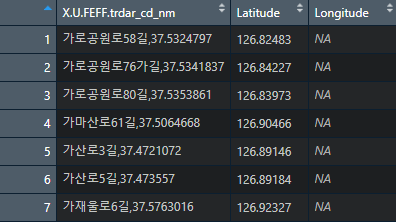 X.U.FEFF.trdar_cd_nm Latitude Longitude
1 가로공원로58길,37.5324797 126.82483 NA
2 가로공원로76가길,37.5341837 126.84227 NA
3 가로공원로80길,37.5353861 126.83973 NA
4 가마산로61길,37.5064668 126.90466 NA
5 가산로3길,37.4721072 126.89146 NA
6 가산로5길,37.473557 126.89184 NA
7 가재울로6길,37.5763016 126.92327 NA